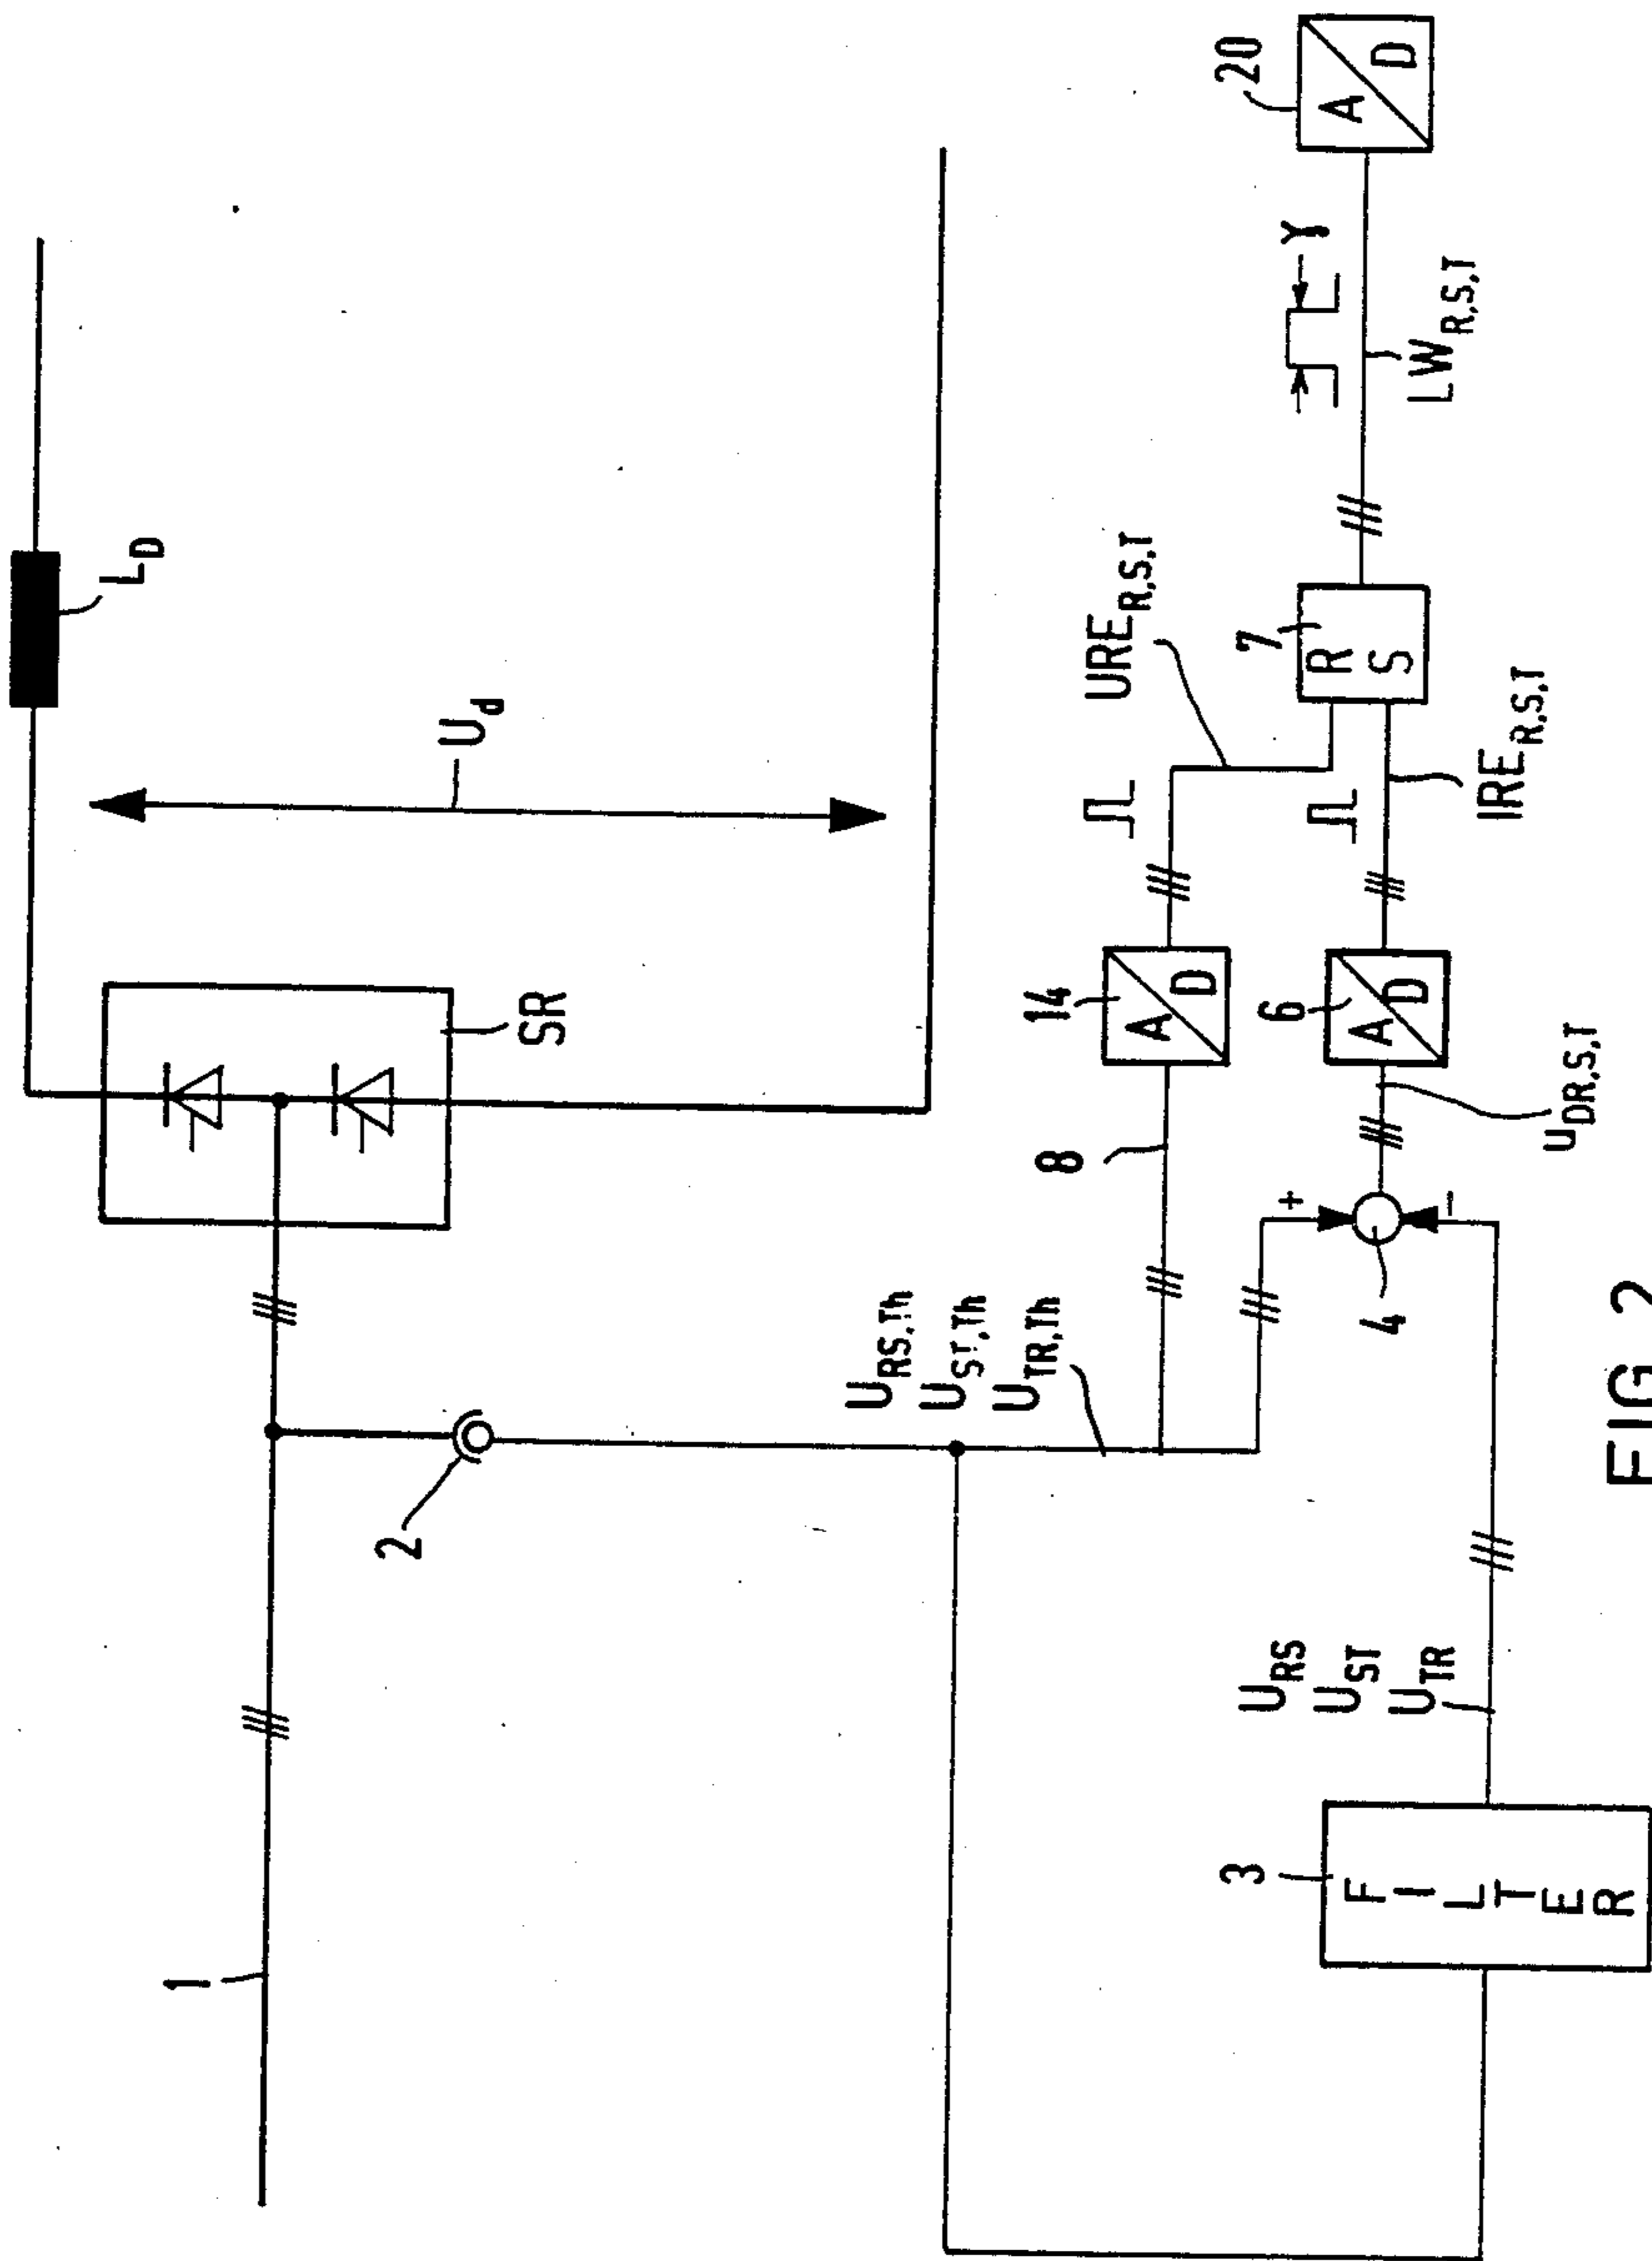 L_D
U_d
SR
1
2
U_RS,Th
U_ST,Th
U_TR,Th
8
14
A
D
URE_R,S,T
20
A
D
γ
LW_R,S,T
7
R
S
IRE_R,S,T
6
A
D
u_DR,S,T
+
−
4
U_RS
U_ST
U_TR
3
FILTER
FIG 2